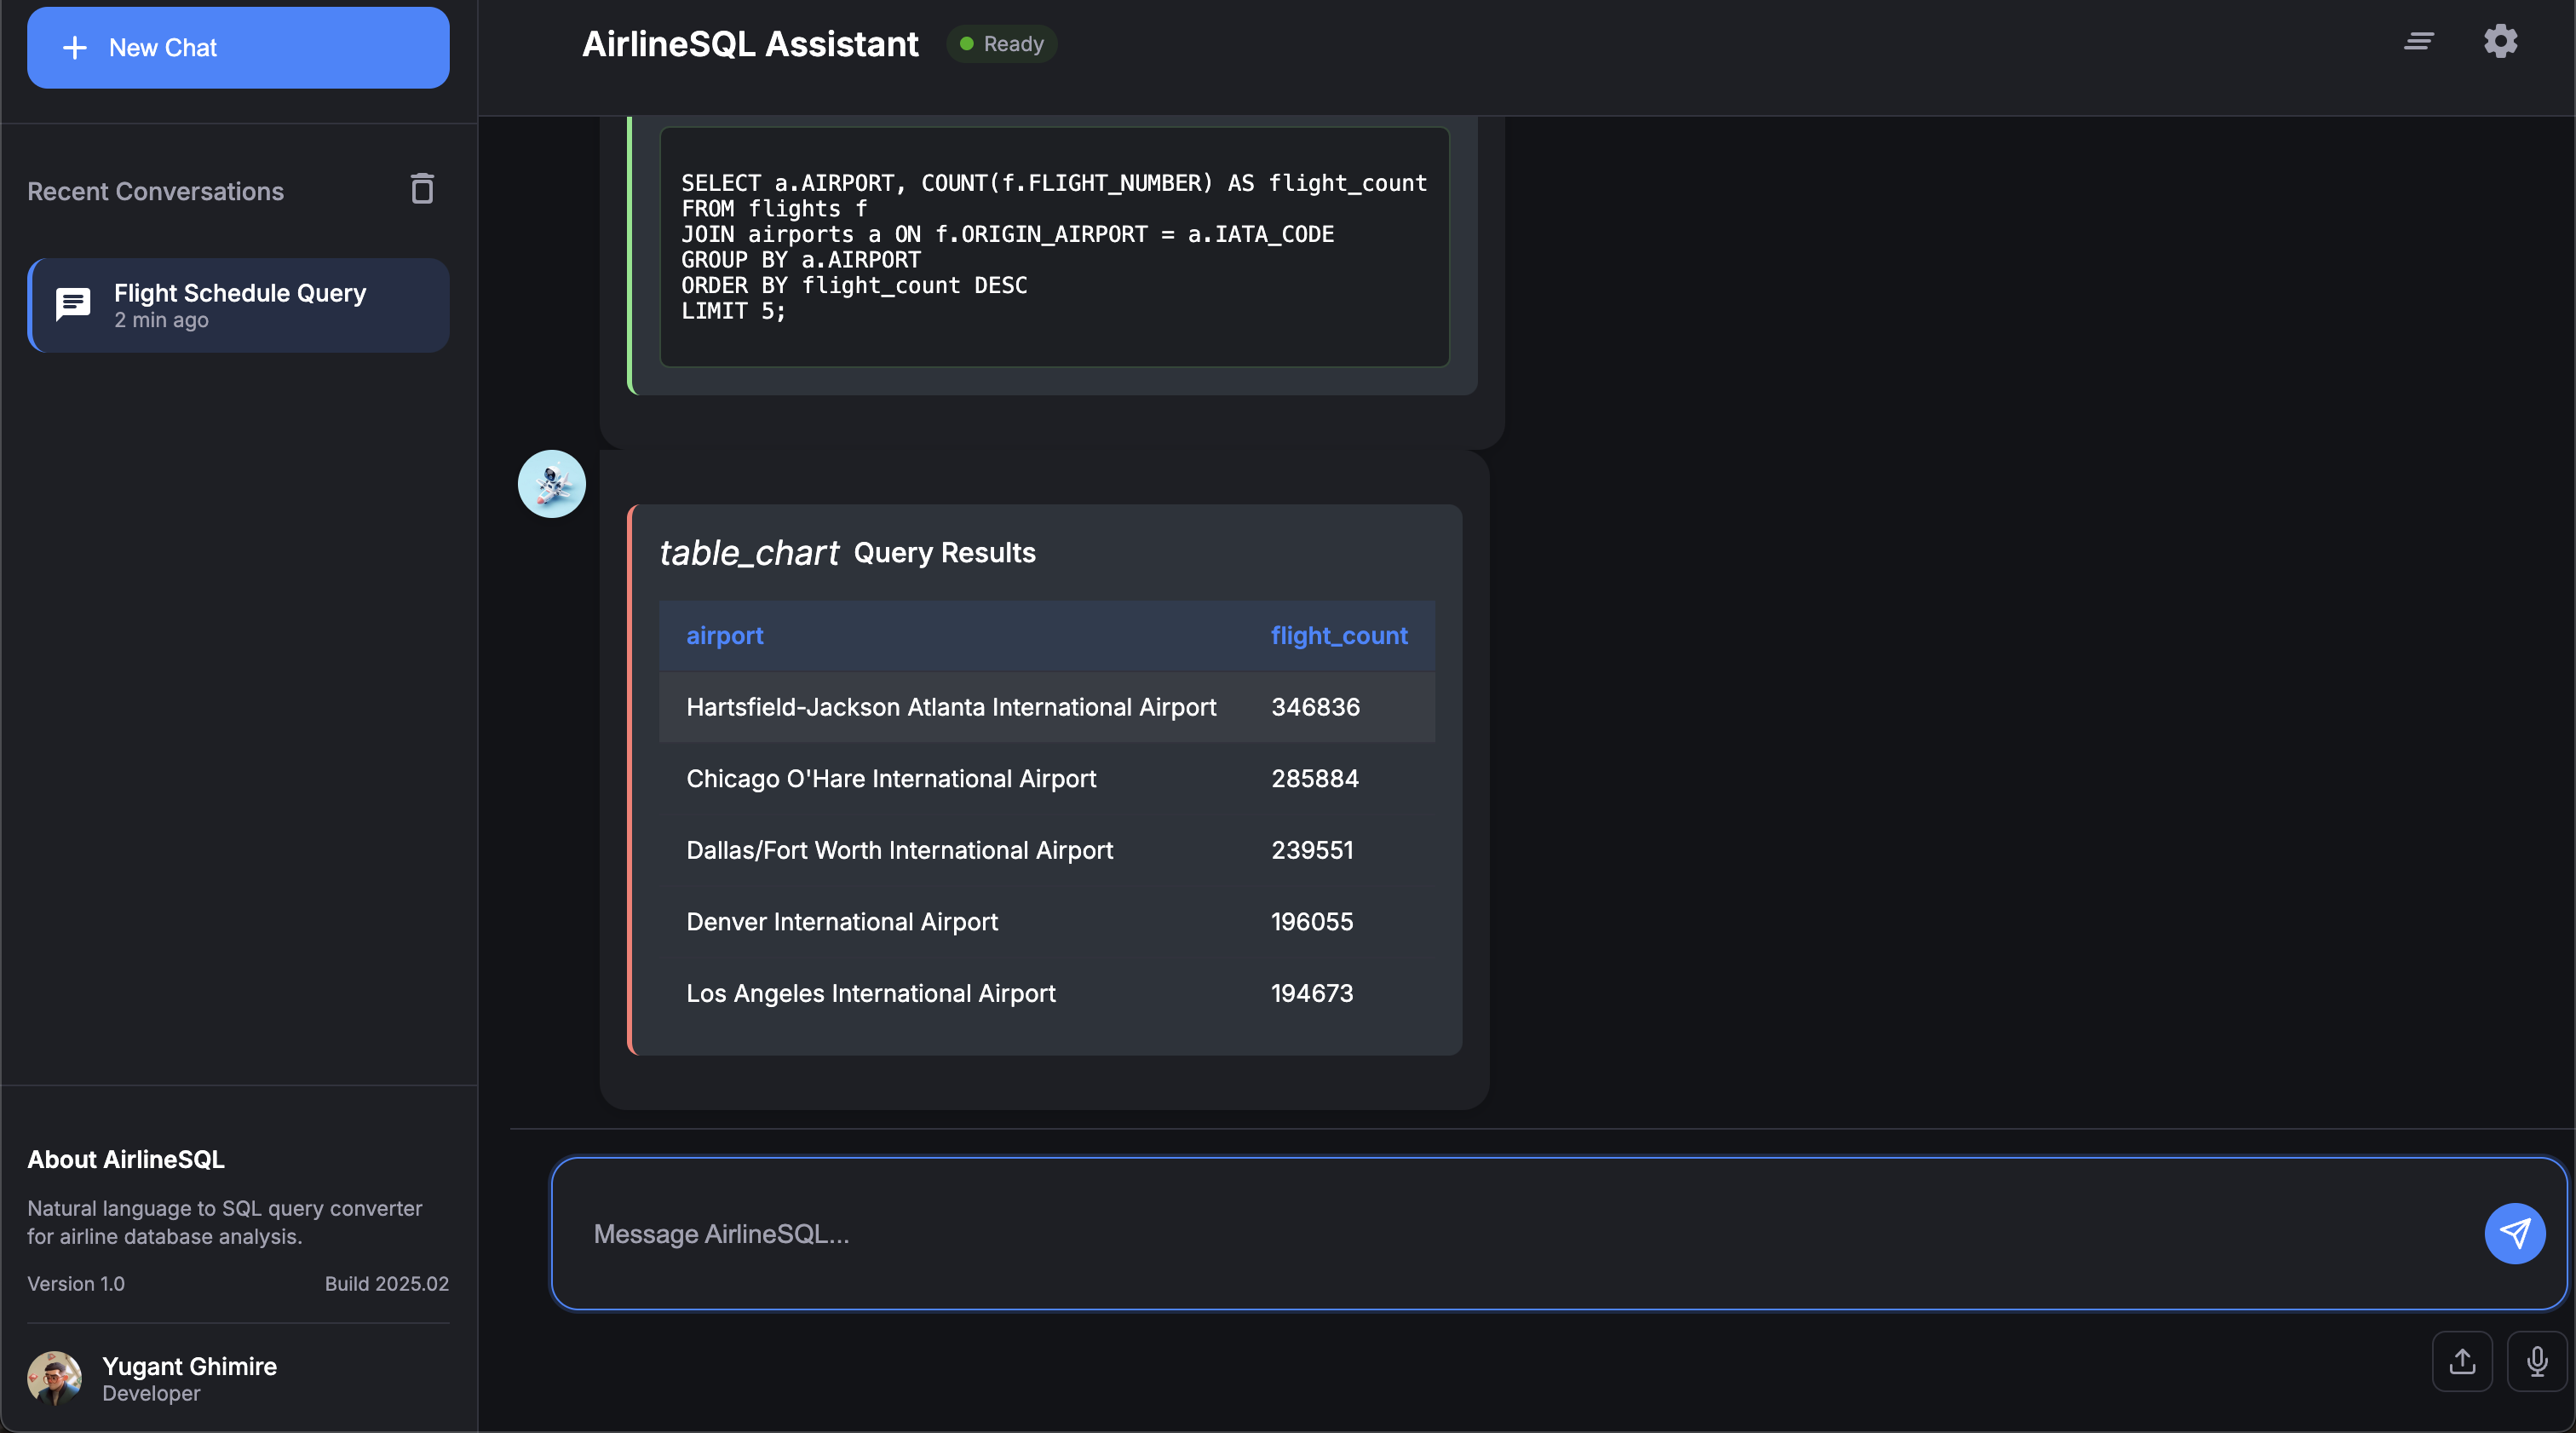 New Chat
Recent Conversations
Flight Schedule Query
2 min ago
About AirlineSQL
Natural language to SQL query converter
for airline database analysis.
Version 1.0 Build 2025.02
Yugant Ghimire
Developer
AirlineSQL Assistant Ready
SELECT a.AIRPORT, COUNT(f.FLIGHT_NUMBER) AS flight_count
FROM flights f
JOIN airports a ON f.ORIGIN_AIRPORT = a.IATA_CODE
GROUP BY a.AIRPORT
ORDER BY flight_count DESC
LIMIT 5;
table_chart Query Results
airport flight_count
Hartsfield-Jackson Atlanta International Airport 346836
Chicago O'Hare International Airport 285884
Dallas/Fort Worth International Airport 239551
Denver International Airport 196055
Los Angeles International Airport 194673
Message AirlineSQL...